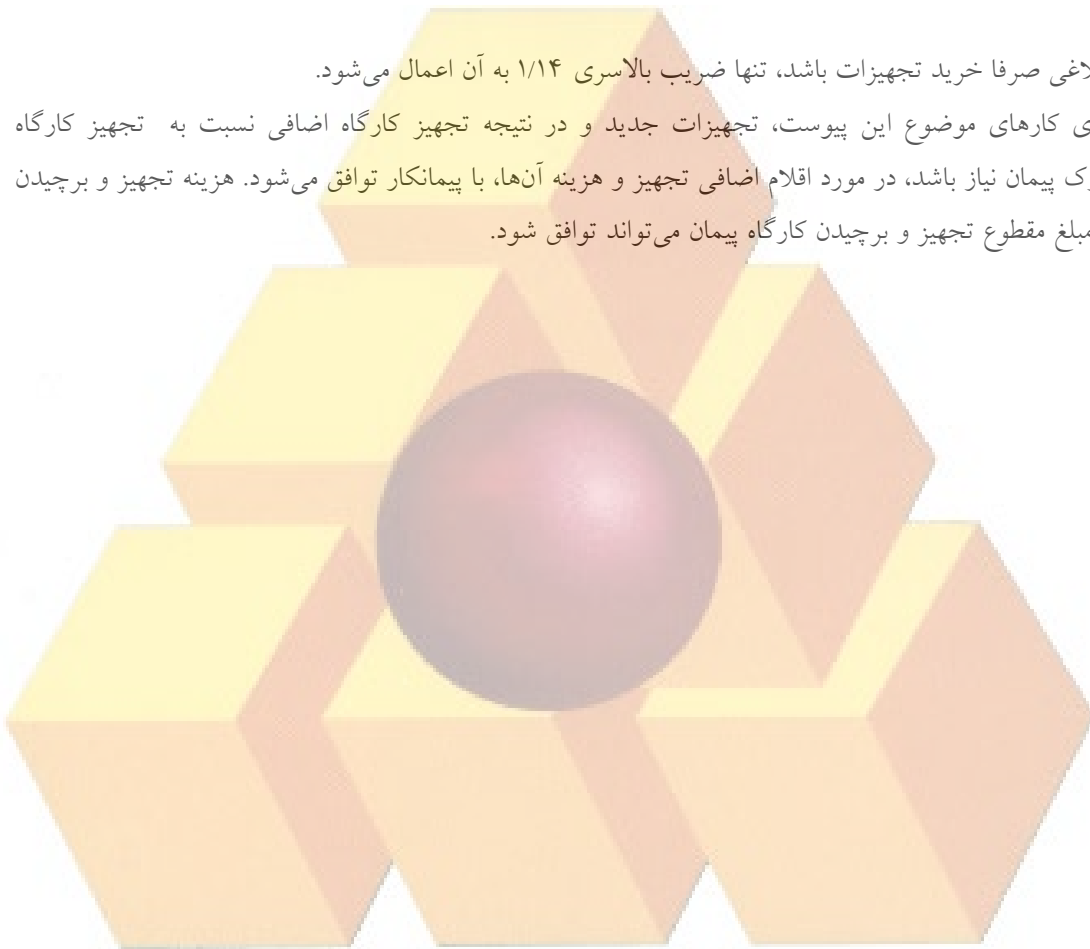 صرفا خرید تجهیزات باشد، تنها ضریب بالاسری ۱/۱۴ به آن اعمال می‌شود.
کارهای موضوع این پیوست، تجهیزات جدید و در نتیجه تجهیز کارگاه اضافی نسبت به تجهیز کارگاه
پیمان نیاز باشد، در مورد اقلام اضافی تجهیز و هزینه آن‌ها، با پیمانکار توافق می‌شود. هزینه تجهیز و برچیدن
مبلغ مقطوع تجهیز و برچیدن کارگاه پیمان می‌تواند توافق شود.